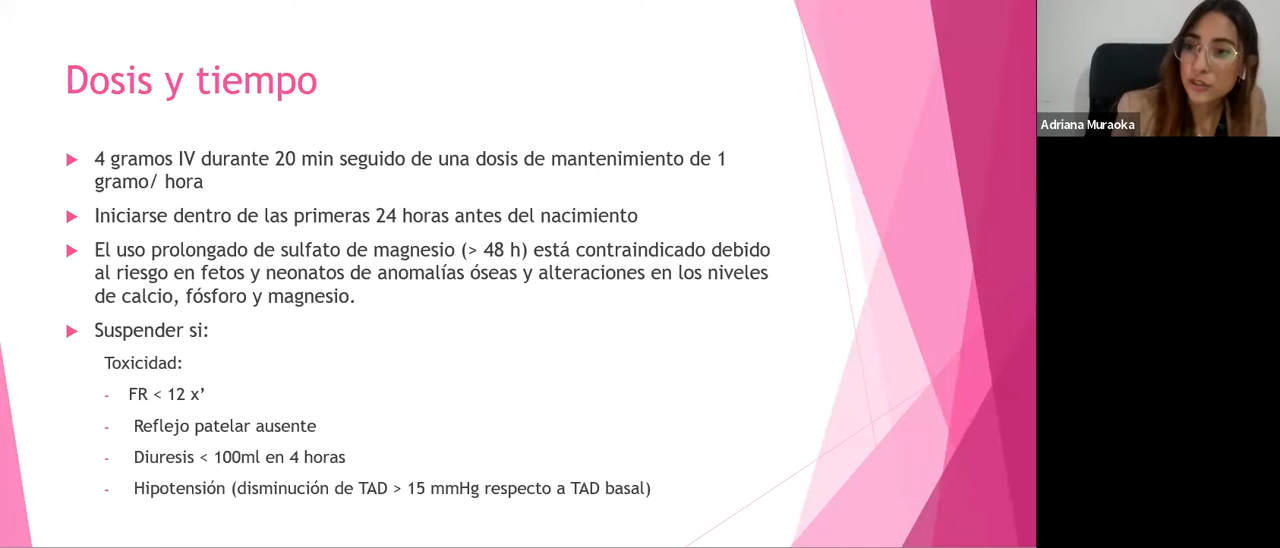 Dosis y tiempo
4 gramos IV durante 20 min seguido de una dosis de mantenimiento de 1
gramo/ hora
Iniciarse dentro de las primeras 24 horas antes del nacimiento
El uso prolongado de sulfato de magnesio (> 48 h) está contraindicado debido
al riesgo en fetos y neonatos de anomalías óseas y alteraciones en los niveles
de calcio, fósforo y magnesio.
Suspender si:
Toxicidad:
- FR < 12 x’
- Reflejo patelar ausente
- Diuresis < 100ml en 4 horas
- Hipotensión (disminución de TAD > 15 mmHg respecto a TAD basal)
Adriana Muraoka